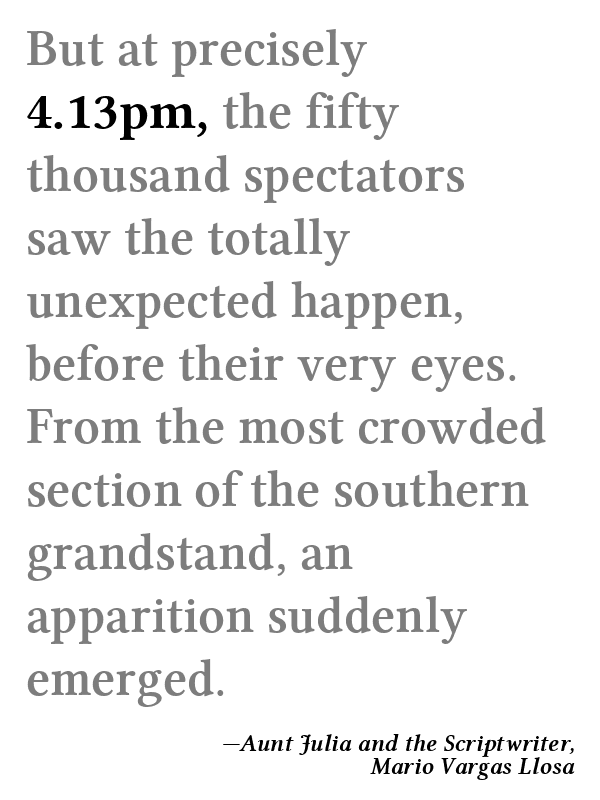 But at precisely
4.13pm, the fifty
thousand spectators
saw the totally
unexpected happen,
before their very eyes.
From the most crowded
section of the southern
grandstand, an
apparition suddenly
emerged.
—Aunt Julia and the Scriptwriter,
Mario Vargas Llosa